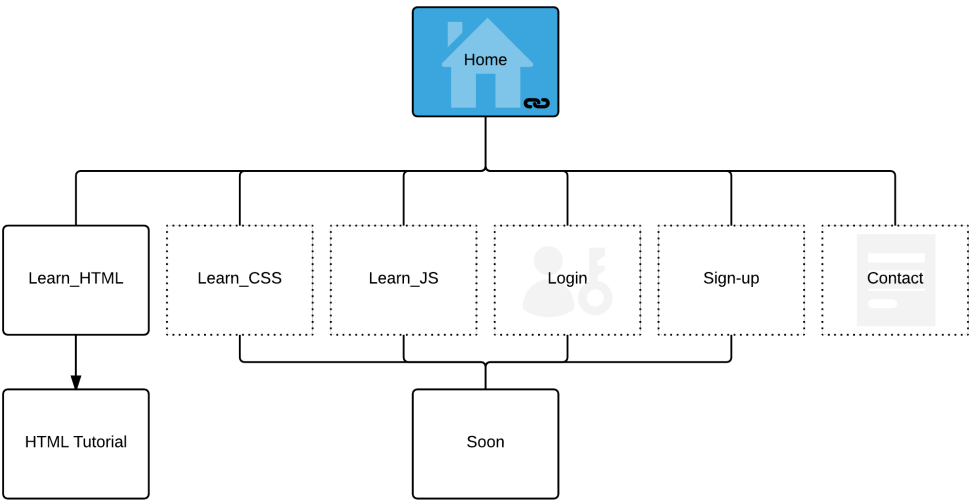 Home
Learn_HTML
Learn_CSS
Learn_JS
Login
Sign-up
Contact
HTML Tutorial
Soon